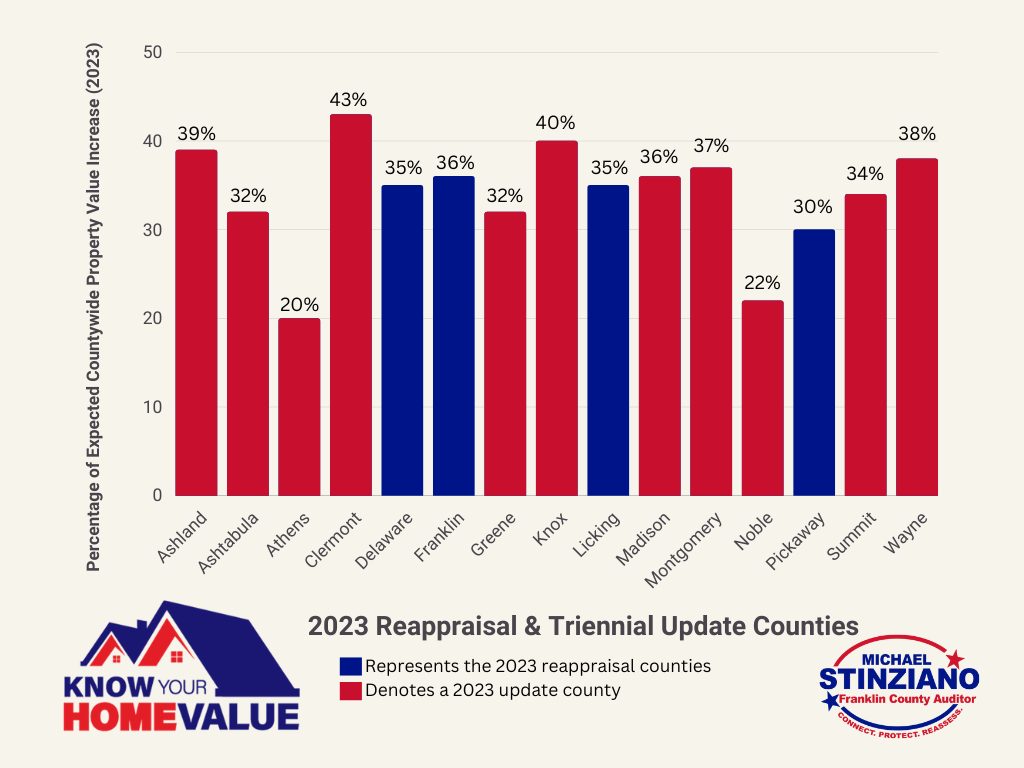 Percentage of Expected Countywide Property Value Increase (2023)
50
40
30
20
10
0
39%
32%
20%
43%
35%
36%
32%
40%
35%
36%
37%
22%
30%
34%
38%
Ashland
Ashtabula
Athens
Clermont
Delaware
Franklin
Greene
Knox
Licking
Madison
Montgomery
Noble
Pickaway
Summit
Wayne
2023 Reappraisal & Triennial Update Counties
Represents the 2023 reappraisal counties
Denotes a 2023 update county
KNOW YOUR
HOMEVALUE
MICHAEL
STINZIANO
Franklin County Auditor
CONNECT. PROTECT. REASSESS.